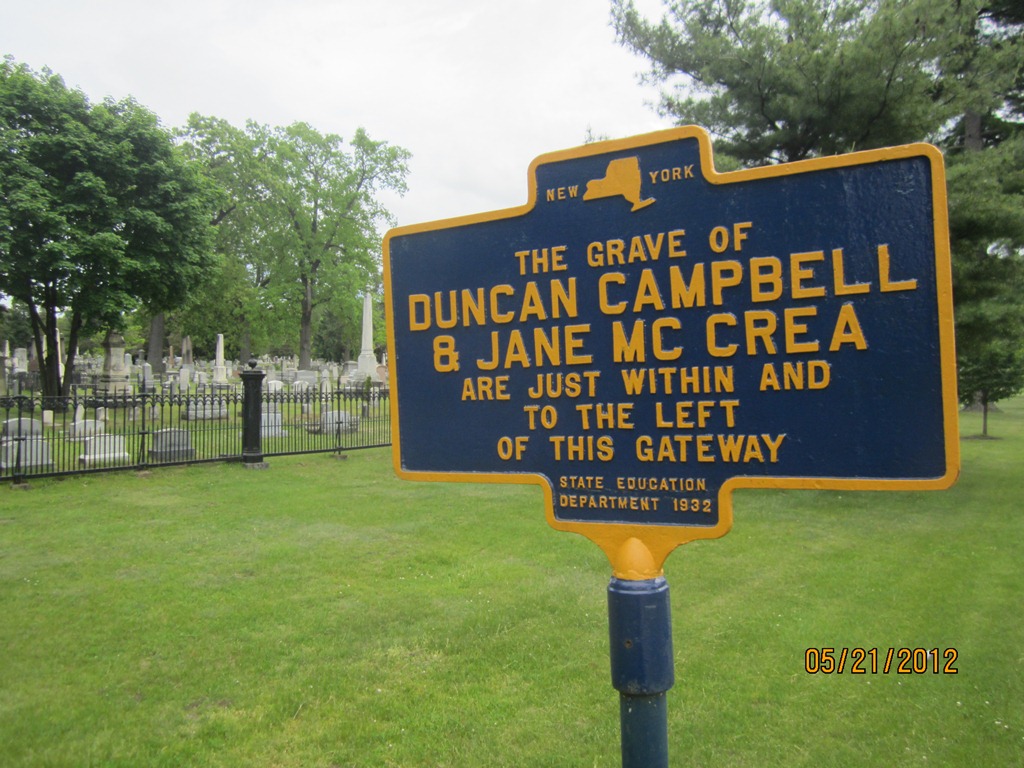 NEW YORK
THE GRAVE OF
DUNCAN CAMPBELL
& JANE MC CREA
ARE JUST WITHIN AND
TO THE LEFT
OF THIS GATEWAY
STATE EDUCATION
DEPARTMENT 1932
05/21/2012